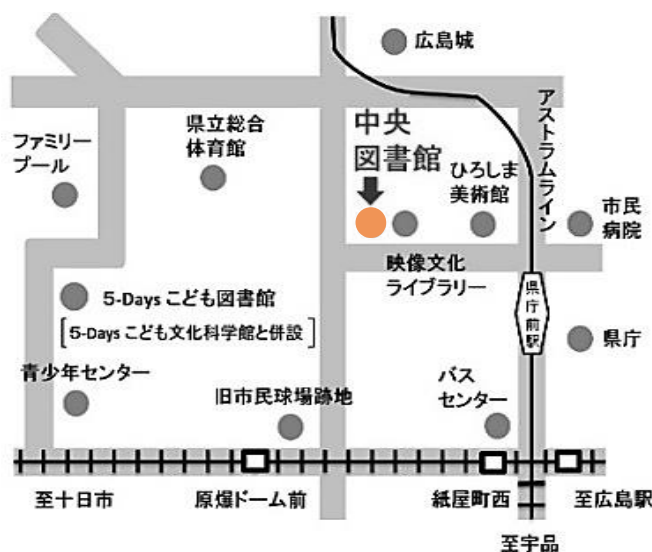 広島城
中央
図書館
県立総合
体育館
ファミリー
プール
ひろしま
美術館
アストラムライン
市民
病院
映像文化
ライブラリー
県庁前駅
5-Days こども図書館
[5-Days こども文化科学館と併設]
県庁
青少年センター
旧市民球場跡地
バス
センター
至十日市
原爆ドーム前
紙屋町西
至広島駅
至宇品